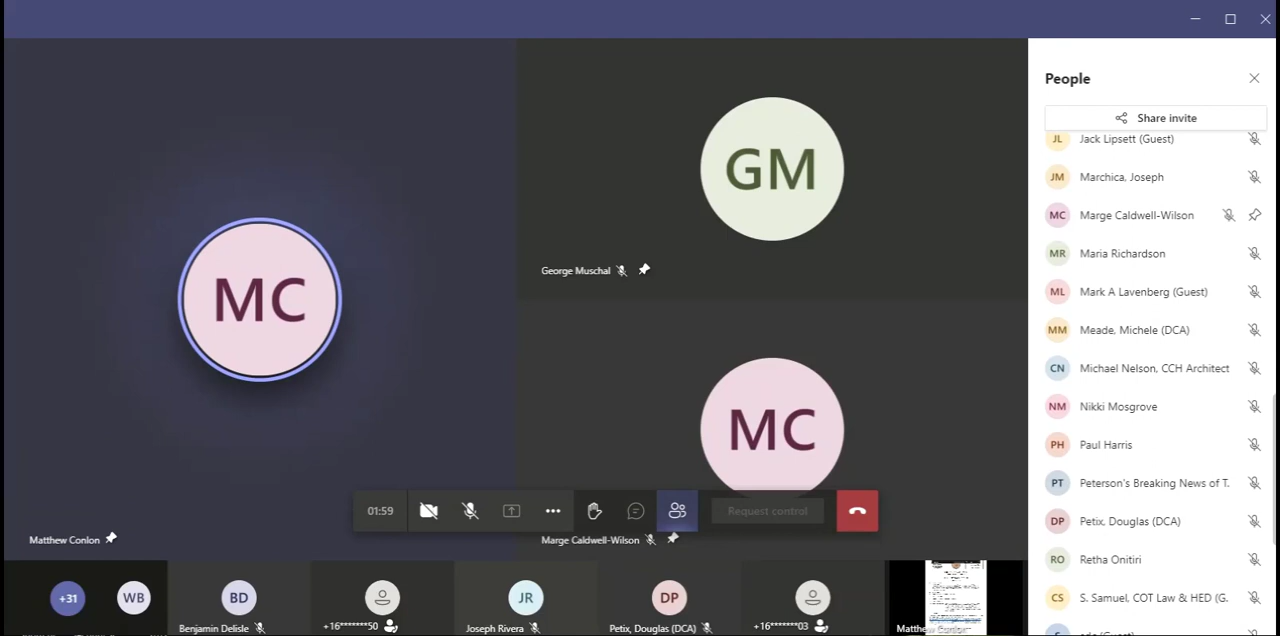 MC
Matthew Conlon
GM
George Muschal
MC
Marge Caldwell-Wilson
01:59
Request control
+31
WB
BD
Benjamin Delisle
+16*******50
JR
Joseph Rivera
DP
Petix, Douglas (DCA)
+16*******03
Matthew Conlon
People
Share invite
JL Jack Lipsett (Guest)
JM Marchica, Joseph
MC Marge Caldwell-Wilson
MR Maria Richardson
ML Mark A Lavenberg (Guest)
MM Meade, Michele (DCA)
CN Michael Nelson, CCH Architect
NM Nikki Mosgrove
PH Paul Harris
PT Peterson's Breaking News of T.
DP Petix, Douglas (DCA)
RO Retha Onitiri
CS S. Samuel, COT Law & HED (G.